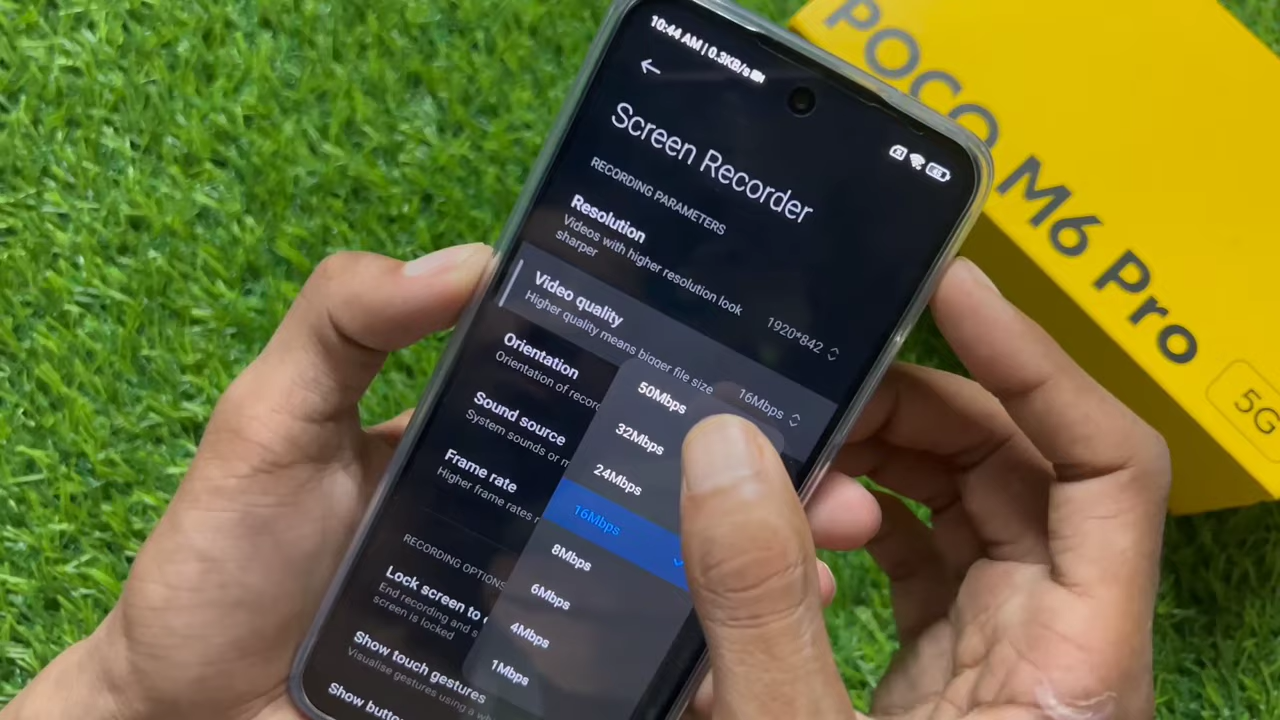 10:44 AM | 0.3KB/s
Screen Recorder
RECORDING PARAMETERS
Resolution
Videos with higher resolution look
sharper
1920*842
Video quality
Higher quality means bigger file size
16Mbps
Orientation
Orientation of
Sound source
System sounds or
Frame rate
Higher frame rates
RECORDING OPTIONS
Lock screen to
End recording and
screen is locked
Show touch gestures
Visualise gestures using a
Show
50Mbps
32Mbps
24Mbps
16Mbps
8Mbps
6Mbps
4Mbps
1Mbps
POCO M6 Pro
5G